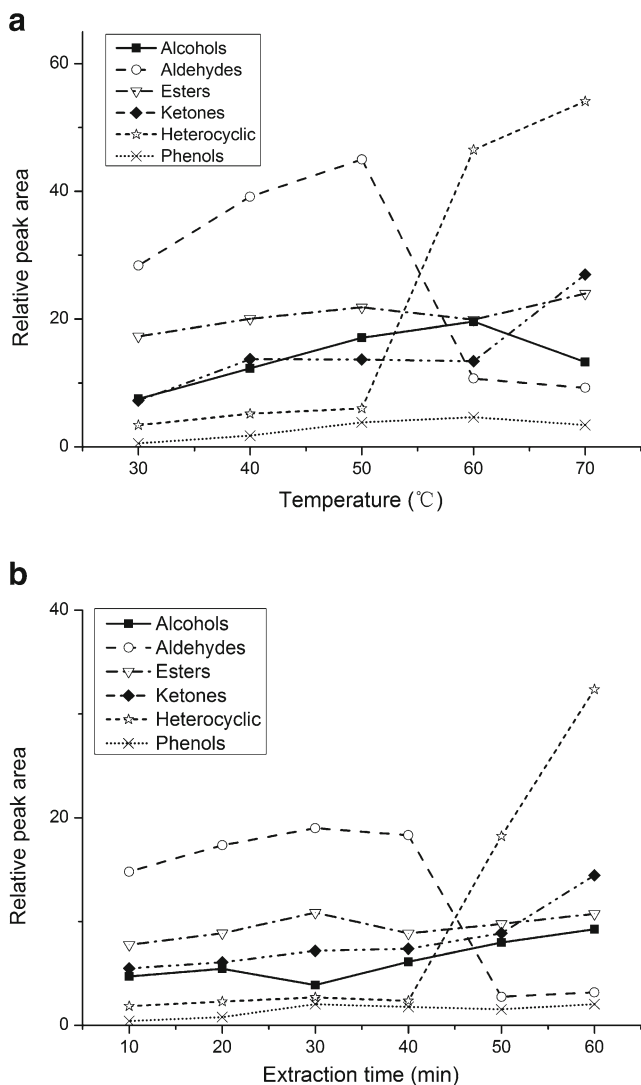 a
Alcohols
Aldehydes
Esters
Ketones
Heterocyclic
Phenols
60
40
20
0
Relative peak area
30 40 50 60 70
Temperature (℃)
b
Alcohols
Aldehydes
Esters
Ketones
Heterocyclic
Phenols
40
20
0
Relative peak area
10 20 30 40 50 60
Extraction time (min)